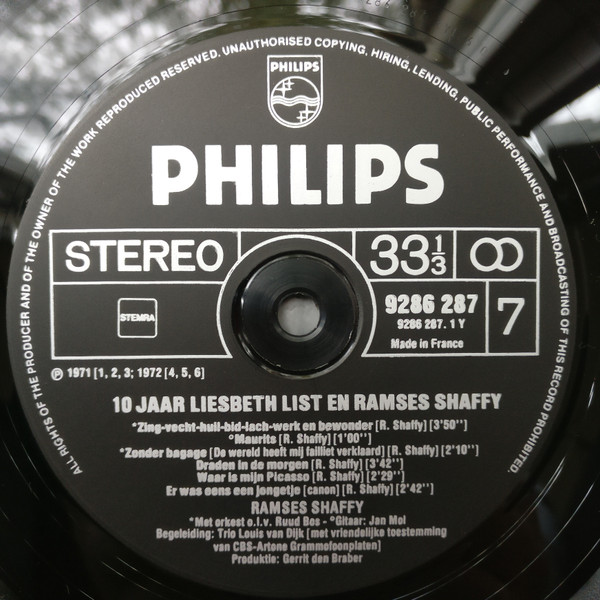 ALL RIGHTS OF THE PRODUCER AND OF THE OWNER OF THE WORK REPRODUCED RESERVED. UNAUTHORISED COPYING, HIRING, LENDING, PUBLIC PERFORMANCE AND BROADCASTING OF THIS RECORD PROHIBITED.
PHILIPS
PHILIPS
STEREO
33 1/3
STEMRA
9286 287
9286 287. 1 Y
7
Made in France
℗ 1971 [1, 2, 3; 1972 [4, 5, 6]
10 JAAR LIESBETH LIST EN RAMSES SHAFFY
*Zing-vecht-huil-bid-lach-werk en bewonder [R. Shaffy] [3'50'']
°Maurits [R. Shaffy] [1'00'']
*Zonder bagage [De wereld heeft mij failliet verklaard] [R. Shaffy] [2'10'']
Draden in de morgen [R. Shaffy] [3'42'']
Waar is mijn Picasso [R. Shaffy] [2'29'']
Er was eens een jongetje [canon] [R. Shaffy] [2'42'']
RAMSES SHAFFY
*Met orkest o.l.v. Ruud Bos - °Gitaar: Jan Mol
Begeleiding: Trio Louis van Dijk [met vriendelijke toestemming
van CBS-Artone Grammofoonplaten]
Produktie: Gerrit den Braber